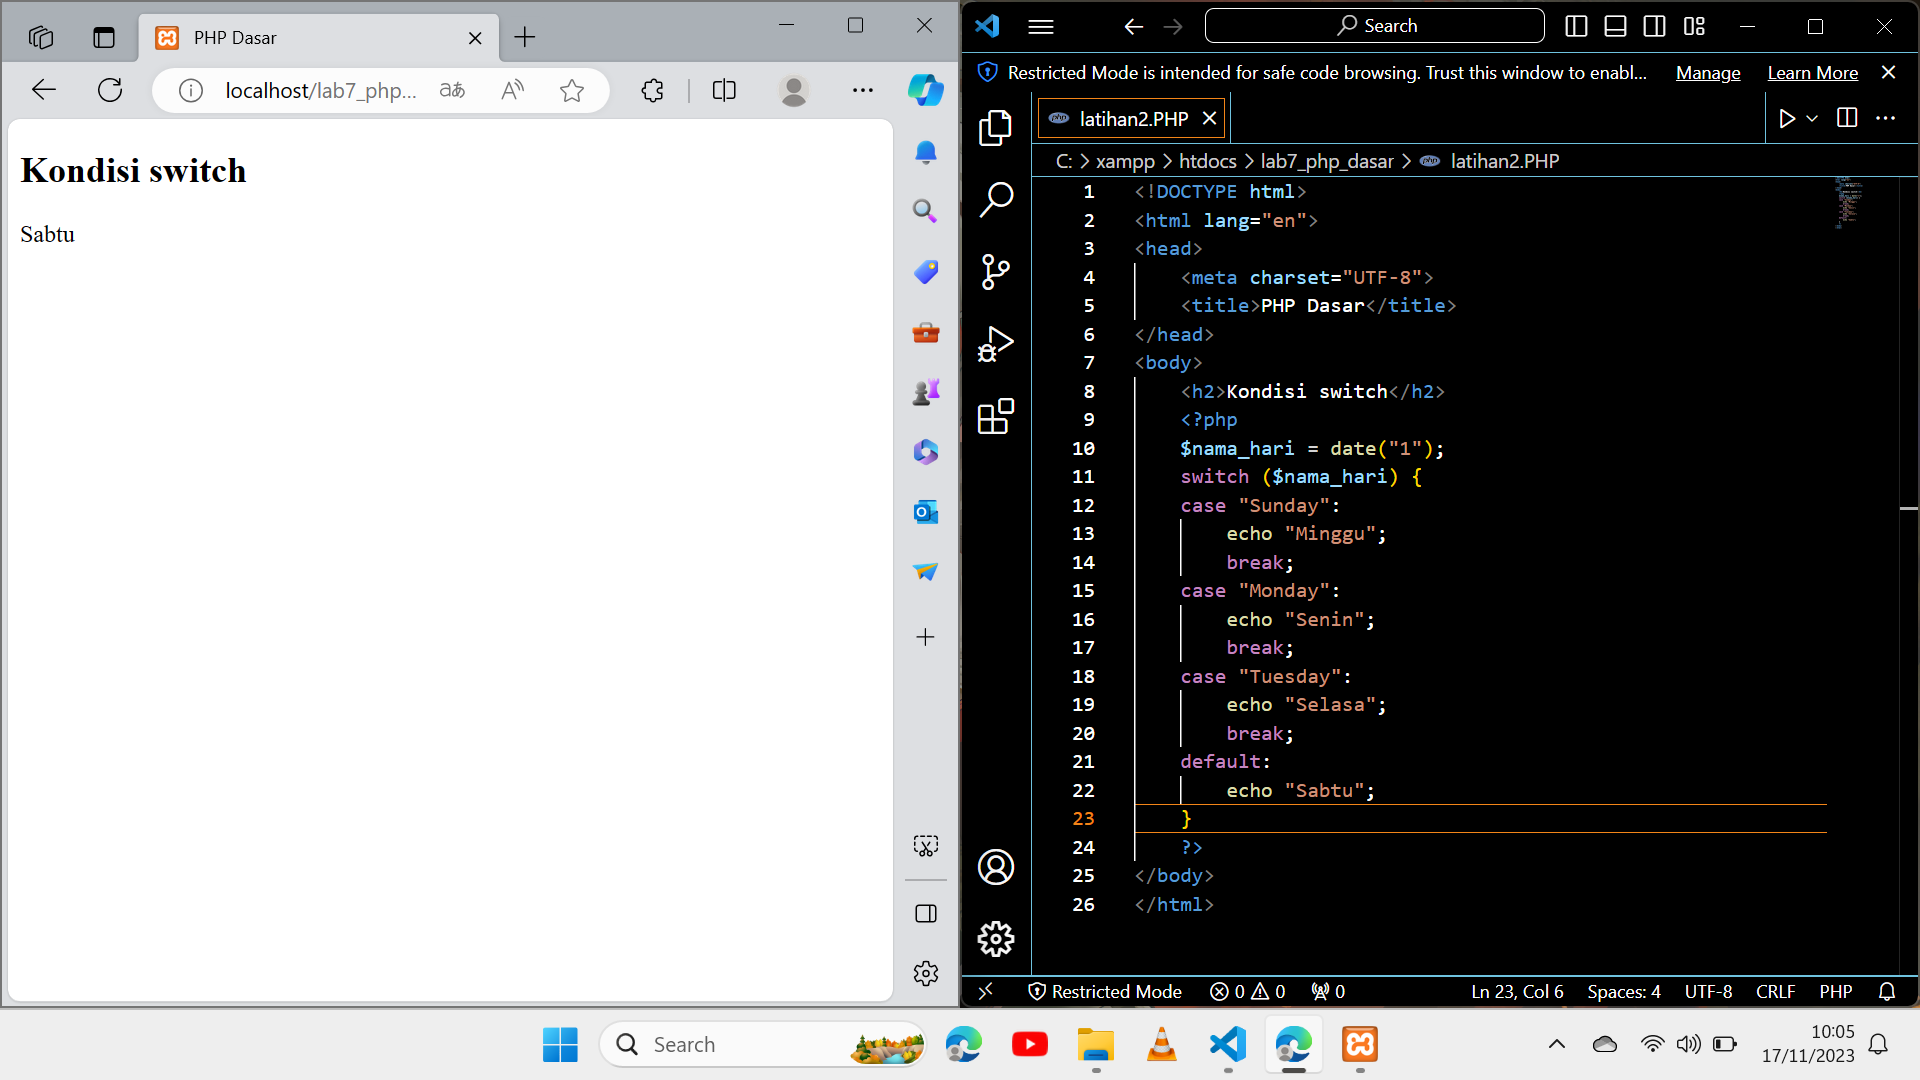 PHP Dasar
localhost/lab7_php...
aあ
Kondisi switch
Sabtu
Search
Restricted Mode is intended for safe code browsing. Trust this window to enabl...
Manage
Learn More
php latihan2.PHP
C: > xampp > htdocs > lab7_php_dasar > php latihan2.PHP
1 <!DOCTYPE html>
2 <html lang="en">
3 <head>
4 <meta charset="UTF-8">
5 <title>PHP Dasar</title>
6 </head>
7 <body>
8 <h2>Kondisi switch</h2>
9 <?php
10 $nama_hari = date("1");
11 switch ($nama_hari) {
12 case "Sunday":
13 echo "Minggu";
14 break;
15 case "Monday":
16 echo "Senin";
17 break;
18 case "Tuesday":
19 echo "Selasa";
20 break;
21 default:
22 echo "Sabtu";
23 }
24 ?>
25 </body>
26 </html>
Restricted Mode 0 0 0 Ln 23, Col 6 Spaces: 4 UTF-8 CRLF PHP
Search
10:05
17/11/2023